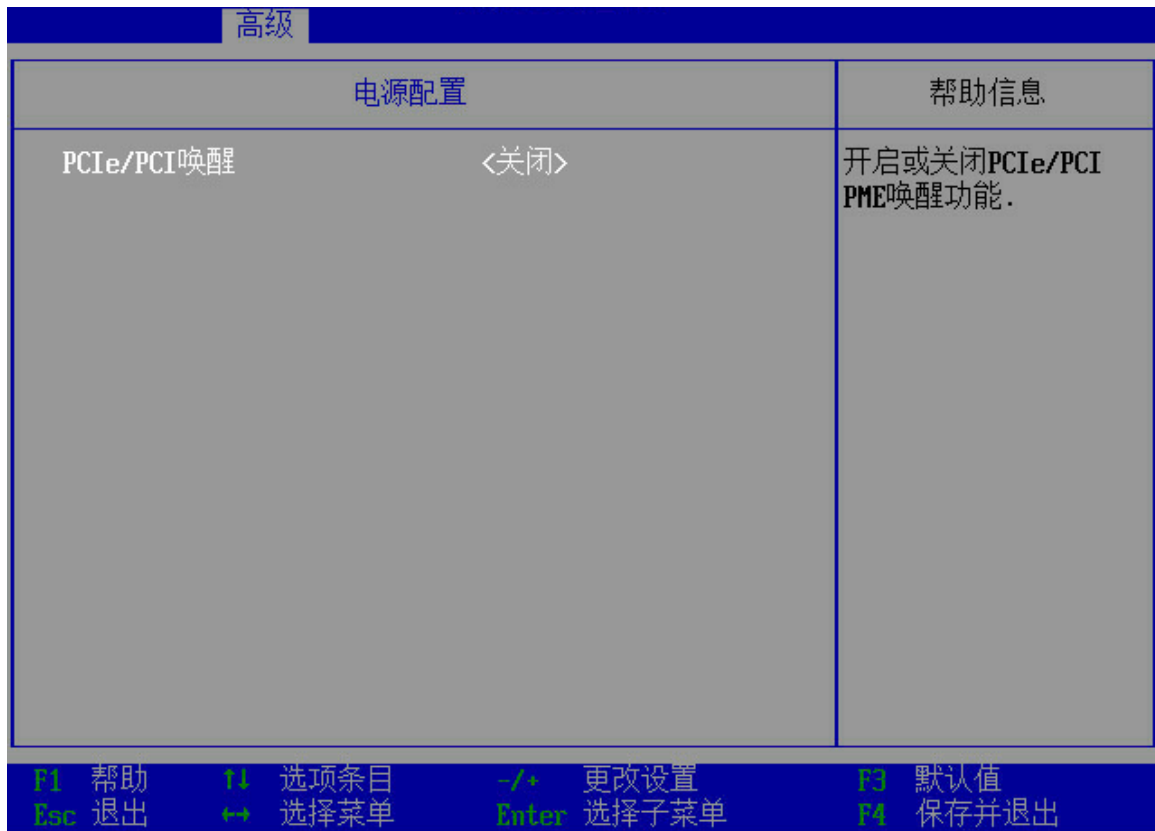 高级
电源配置
帮助信息
PCIe/PCI唤醒 <关闭>
开启或关闭PCIe/PCI
PME唤醒功能.
F1 帮助 ↑↓ 选项条目 -/+ 更改设置 F3 默认值
Esc 退出 ↔ 选择菜单 Enter 选择子菜单 F4 保存并退出